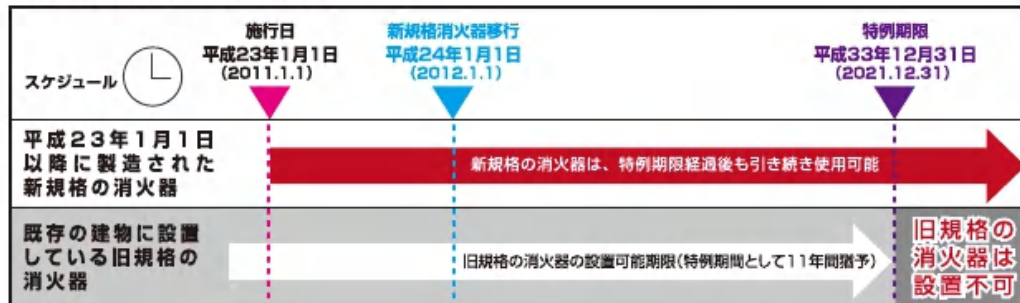 スケジュール
施行日
平成23年1月1日
(2011.1.1)
新規格消火器移行
平成24年1月1日
(2012.1.1)
特例期限
平成33年12月31日
(2021.12.31)
平成23年1月1日
以降に製造された
新規格の消火器
新規格の消火器は、特例期限経過後も引き続き使用可能
既存の建物に設置
している旧規格の
消火器
旧規格の消火器の設置可能期限(特例期間として11年間猶予)
旧規格の
消火器は
設置不可